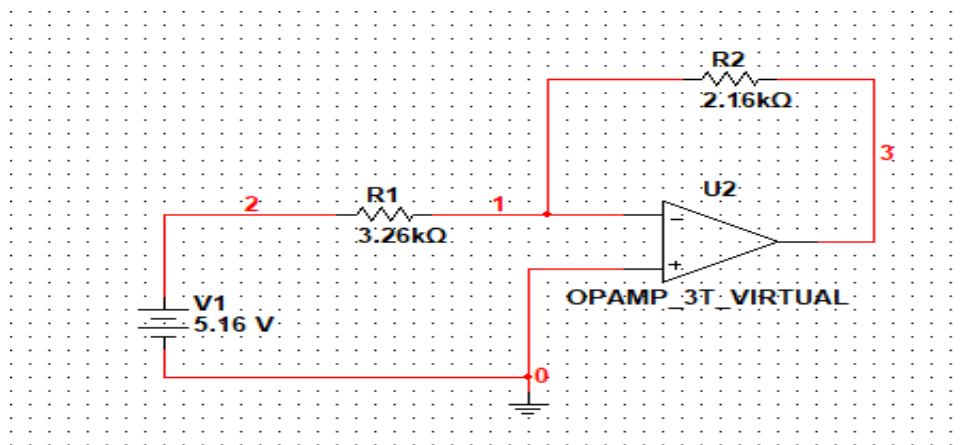 R2
2.16kΩ
3
U2
R1
2
1
3.26kΩ
−
+
OPAMP_3T_VIRTUAL
V1
5.16 V
0